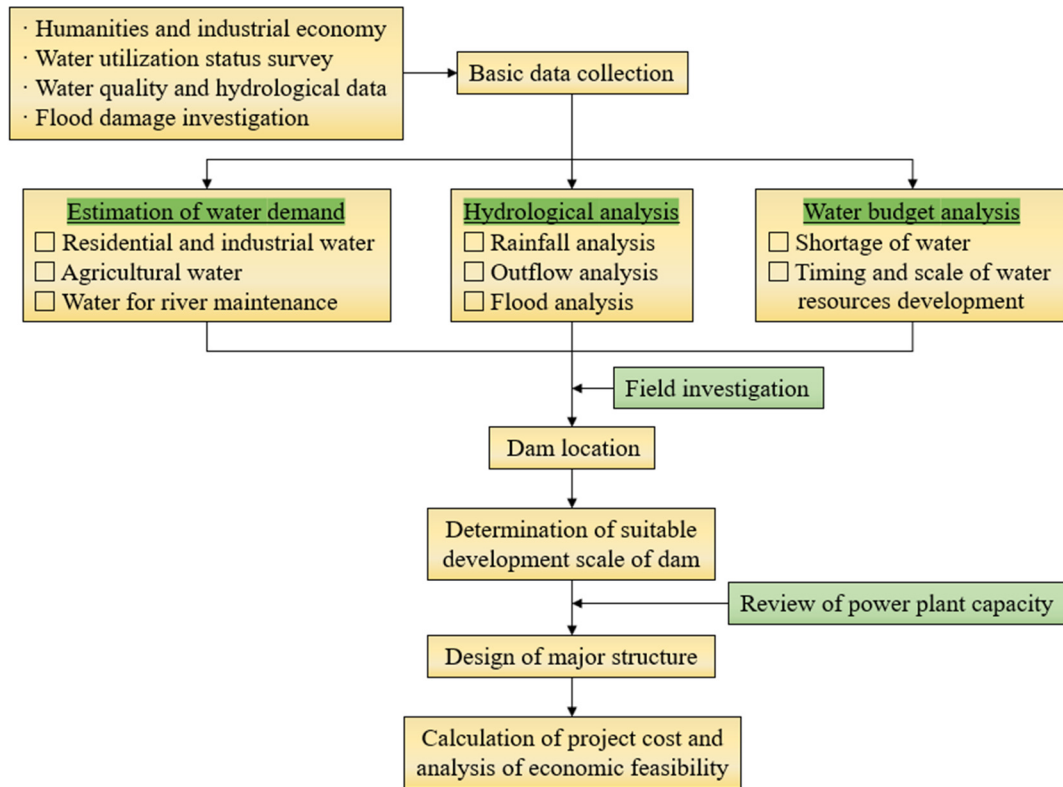 · Humanities and industrial economy
· Water utilization status survey
· Water quality and hydrological data
· Flood damage investigation
Basic data collection
Estimation of water demand
□ Residential and industrial water
□ Agricultural water
□ Water for river maintenance
Hydrological analysis
□ Rainfall analysis
□ Outflow analysis
□ Flood analysis
Water budget analysis
□ Shortage of water
□ Timing and scale of water
resources development
Field investigation
Dam location
Determination of suitable
development scale of dam
Review of power plant capacity
Design of major structure
Calculation of project cost and
analysis of economic feasibility